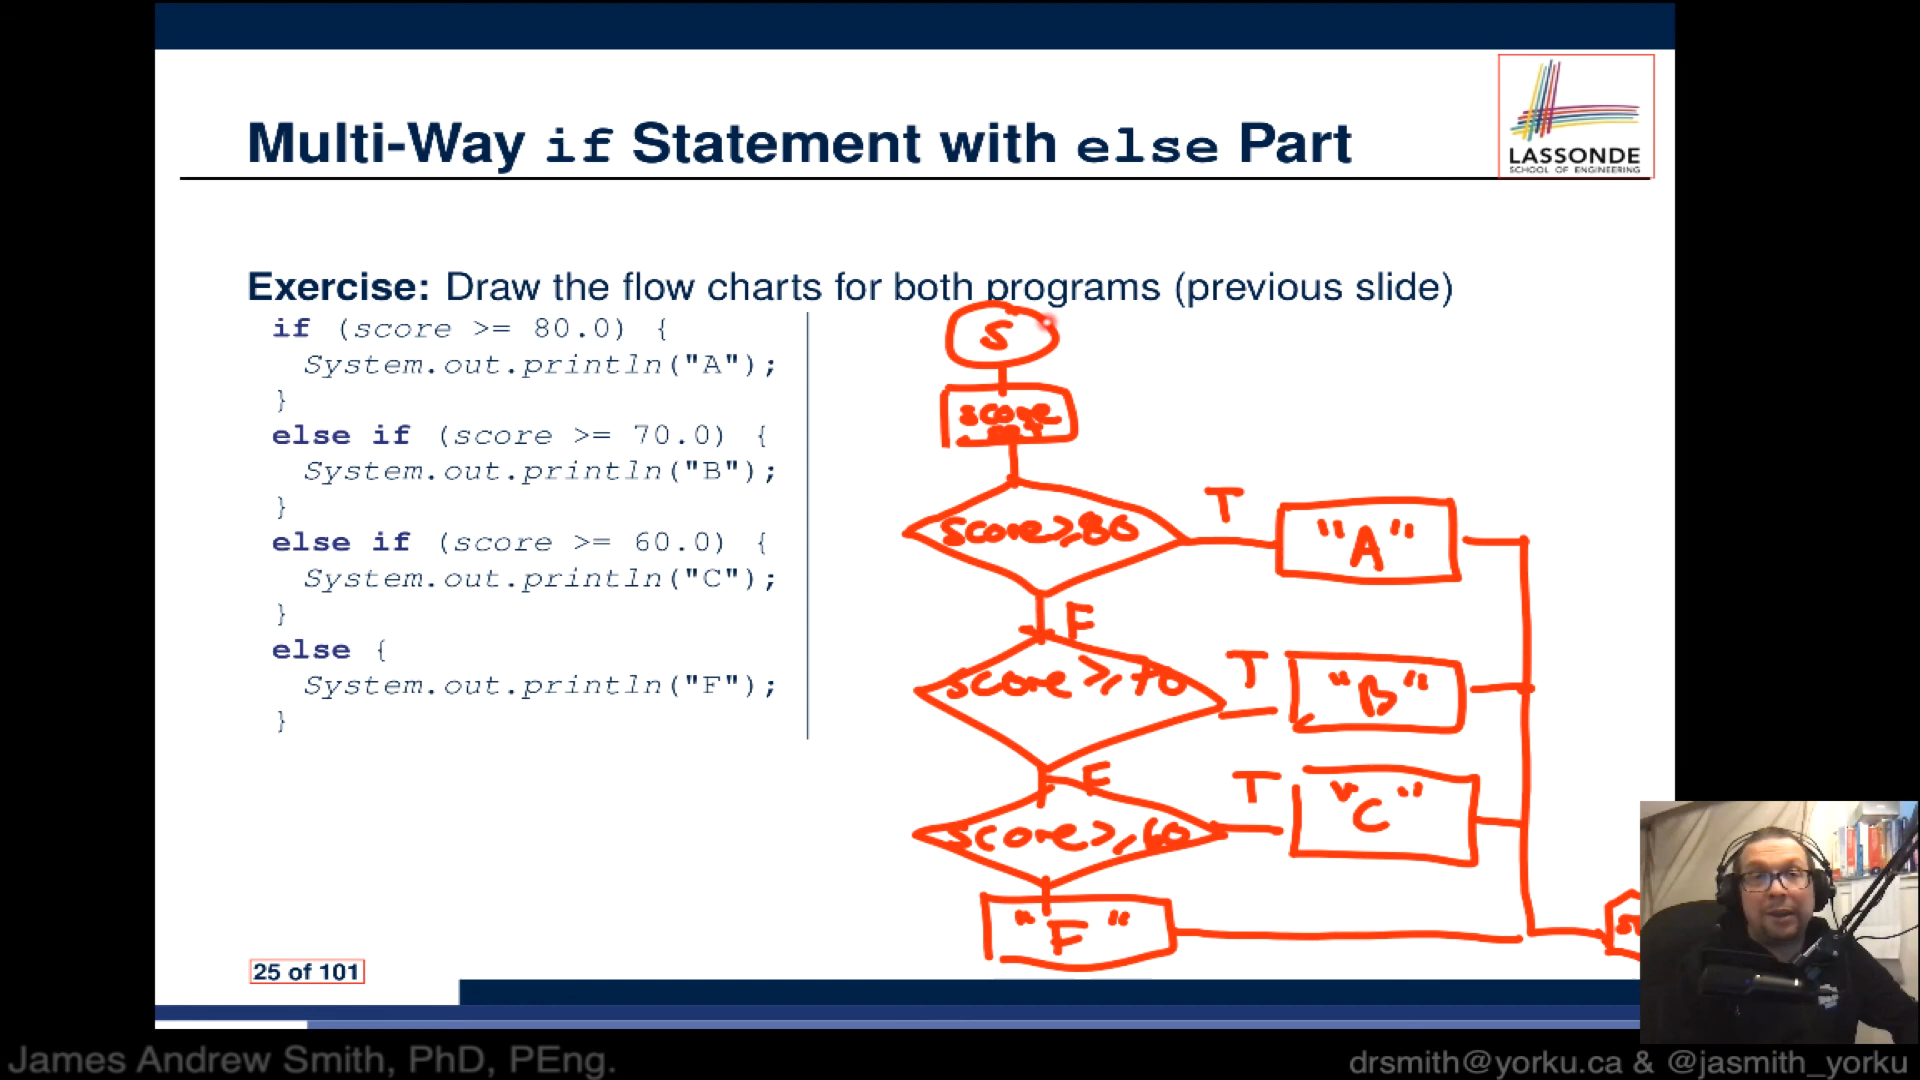 Multi-Way if Statement with else Part
LASSONDE
SCHOOL OF ENGINEERING
Exercise: Draw the flow charts for both programs (previous slide)
if (score >= 80.0) {
System.out.println("A");
}
else if (score >= 70.0) {
System.out.println("B");
}
else if (score >= 60.0) {
System.out.println("C");
}
else {
System.out.println("F");
}
S
score
score ≥ 80
T
"A"
F
score ≥ 70
T
"B"
F
score ≥ 60
T
"C"
"F"
25 of 101
James Andrew Smith, PhD, PEng.
drsmith@yorku.ca & @jasmith_yorku